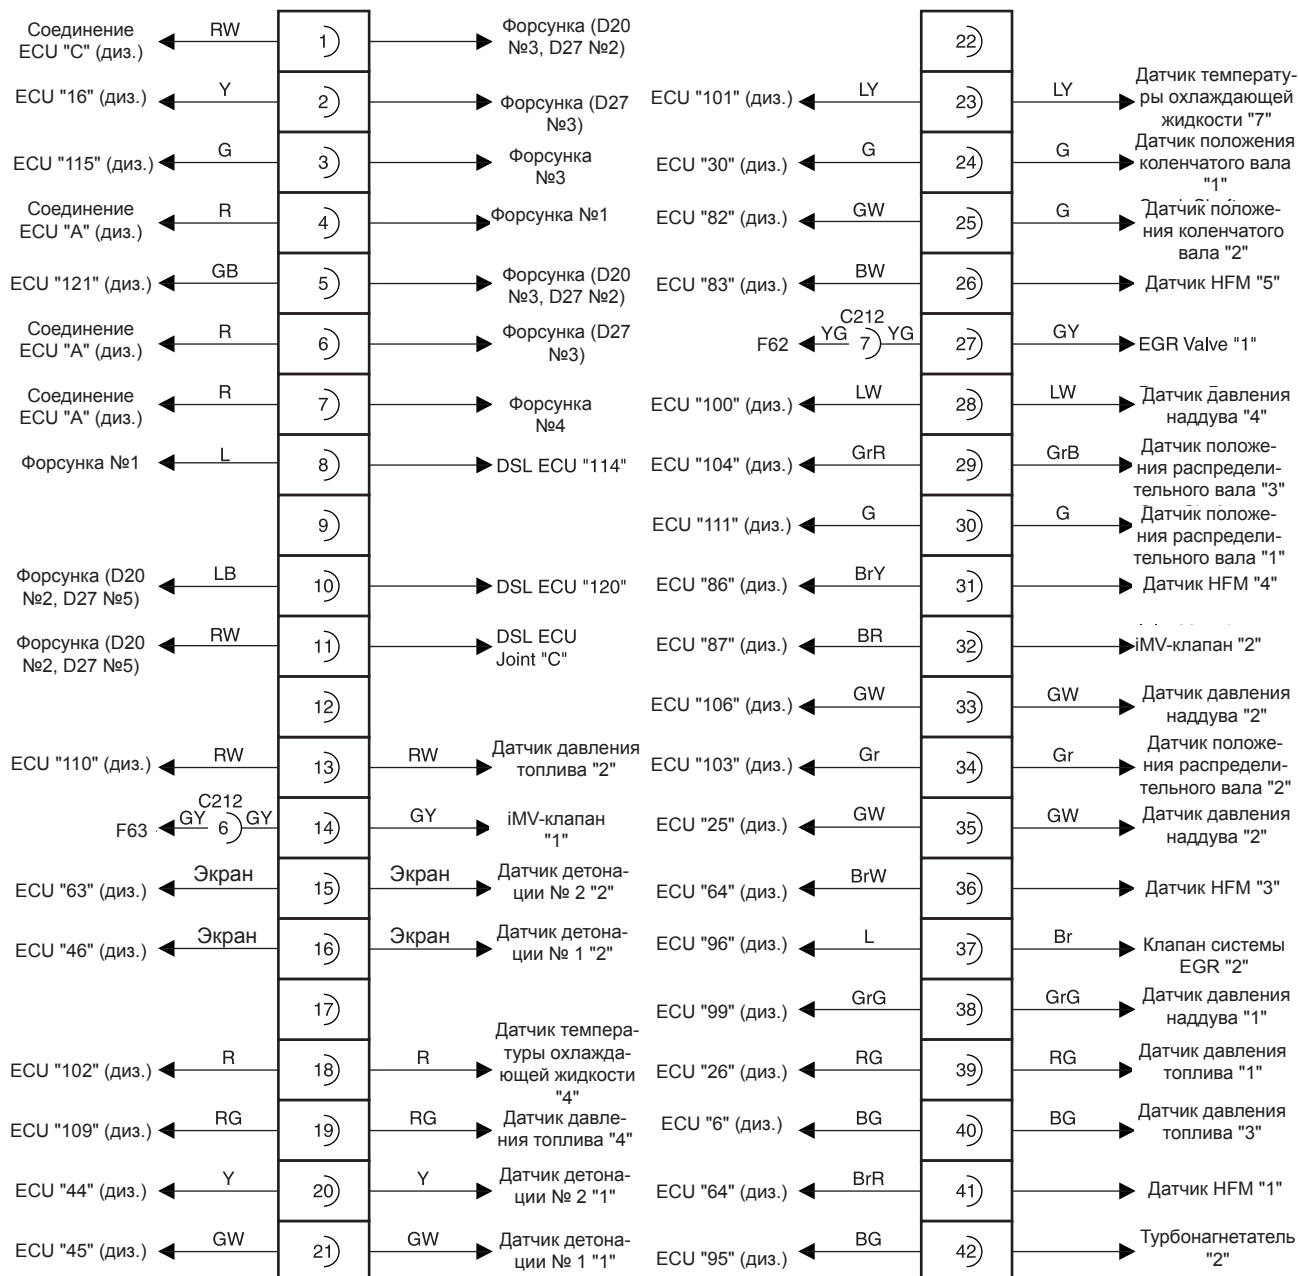 Соединение
ECU "C" (диз.)
RW
1
Форсунка (D20
№3, D27 №2)
ECU "16" (диз.)
Y
2
Форсунка (D27
№3)
ECU "115" (диз.)
G
3
Форсунка
№3
Соединение
ECU "A" (диз.)
R
4
Форсунка №1
ECU "121" (диз.)
GB
5
Форсунка (D20
№3, D27 №2)
Соединение
ECU "A" (диз.)
R
6
Форсунка (D27
№3)
Соединение
ECU "A" (диз.)
R
7
Форсунка
№4
Форсунка №1
L
8
DSL ECU "114"
9
Форсунка (D20
№2, D27 №5)
LB
10
DSL ECU "120"
Форсунка (D20
№2, D27 №5)
RW
11
DSL ECU
Joint "C"
12
ECU "110" (диз.)
RW
13
RW
Датчик давления
топлива "2"
F63
C212
GY 6 GY
14
GY
iMV-клапан
"1"
ECU "63" (диз.)
Экран
15
Экран
Датчик детона-
ции № 2 "2"
ECU "46" (диз.)
Экран
16
Экран
Датчик детона-
ции № 1 "2"
17
ECU "102" (диз.)
R
18
R
Датчик темпера-
туры охлажда-
ющей жидкости
"4"
ECU "109" (диз.)
RG
19
RG
Датчик давле-
ния топлива "4"
ECU "44" (диз.)
Y
20
Y
Датчик детона-
ции № 2 "1"
ECU "45" (диз.)
GW
21
GW
Датчик детона-
ции № 1 "1"
22
ECU "101" (диз.)
LY
23
LY
Датчик температу-
ры охлаждающей
жидкости "7"
ECU "30" (диз.)
G
24
G
Датчик положения
коленчатого вала
"1"
ECU "82" (диз.)
GW
25
G
Датчик положе-
ния коленчатого
вала "2"
ECU "83" (диз.)
BW
26
Датчик HFM "5"
F62
C212
YG 7 YG
27
GY
EGR Valve "1"
ECU "100" (диз.)
LW
28
LW
Датчик давления
наддува "4"
ECU "104" (диз.)
GrR
29
GrB
Датчик положе-
ния распредели-
тельного вала "3"
ECU "111" (диз.)
G
30
G
Датчик положе-
ния распредели-
тельного вала "1"
ECU "86" (диз.)
BrY
31
Датчик HFM "4"
ECU "87" (диз.)
BR
32
iMV-клапан "2"
ECU "106" (диз.)
GW
33
GW
Датчик давления
наддува "2"
ECU "103" (диз.)
Gr
34
Gr
Датчик положе-
ния распредели-
тельного вала "2"
ECU "25" (диз.)
GW
35
GW
Датчик давления
наддува "2"
ECU "64" (диз.)
BrW
36
Датчик HFM "3"
ECU "96" (диз.)
L
37
Br
Клапан системы
EGR "2"
ECU "99" (диз.)
GrG
38
GrG
Датчик давления
наддува "1"
ECU "26" (диз.)
RG
39
RG
Датчик давления
топлива "1"
ECU "6" (диз.)
BG
40
BG
Датчик давления
топлива "3"
ECU "64" (диз.)
BrR
41
Датчик HFM "1"
ECU "95" (диз.)
BG
42
Турбонагнетатель
"2"